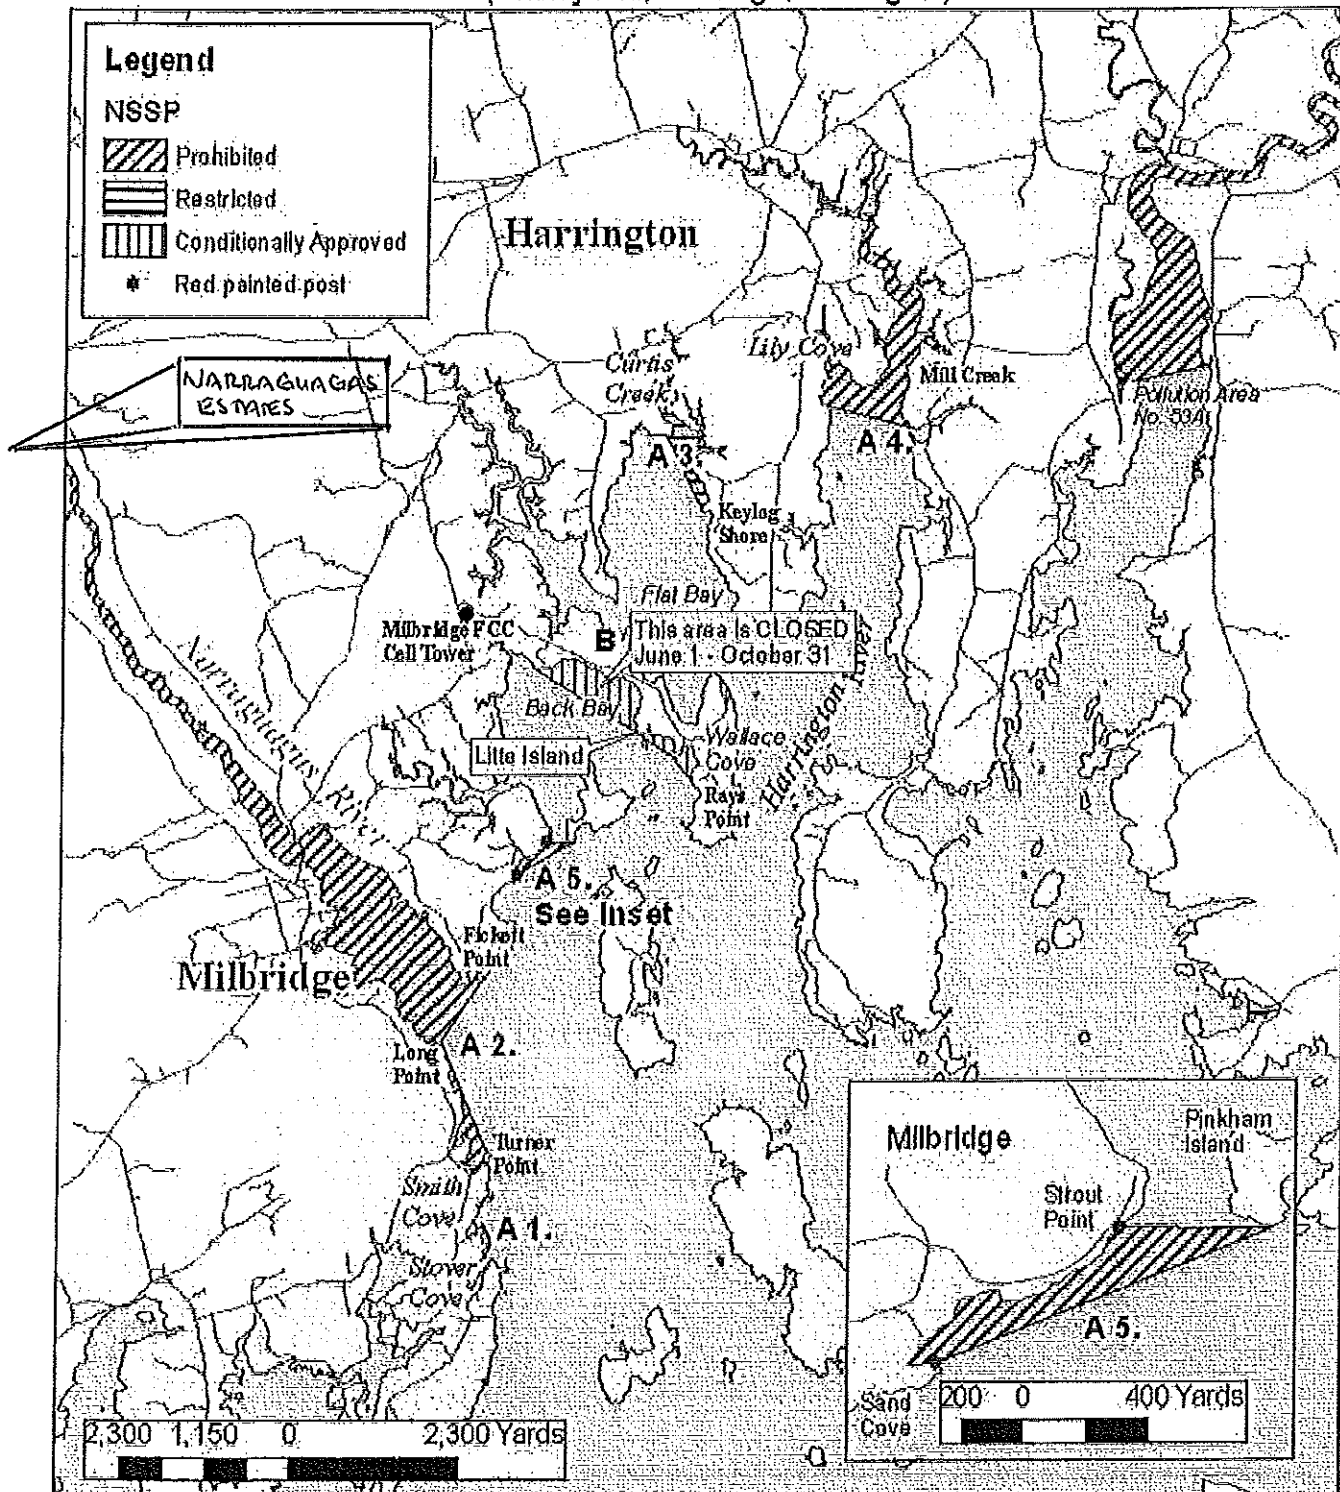 Legend
NSSP
Prohibited
Restricted
Conditionally Approved
Red painted post
Harrington
NARRAGUAGAS
ESTATES
Curtis
Creek
Lily Cove
Mill Creek
Pollution Area
No. 53A
A 3.
A 4.
Keylog
Shore
Flat Bay
Milbridge FCC
Cell Tower
B
This area is CLOSED
June 1 - October 31
Back Bay
Narraguagus
River
Harrington River
Litte Island
Wallace
Cove
Rays
Point
A 5.
See Inset
Fickett
Point
Milbridge
Long
Point
A 2.
Turner
Point
Smith
Cove
A 1.
Stover
Cove
Milbridge
Pinkham
Island
Strout
Point
A 5.
Sand
Cove
200 0 400 Yards
2,300 1,150 0 2,300 Yards